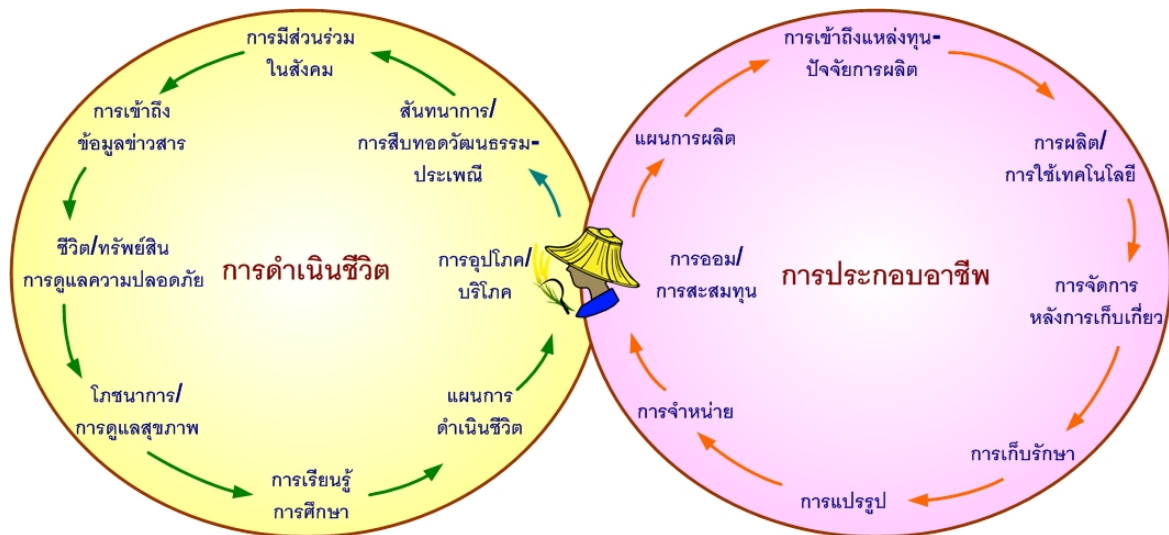 การมีส่วนร่วม
ในสังคม
การเข้าถึง
ข้อมูลข่าวสาร
สันทนาการ/
การสืบทอดวัฒนธรรม-
ประเพณี
ชีวิต/ทรัพย์สิน
การดูแลความปลอดภัย
การดำเนินชีวิต
การอุปโภค/
บริโภค
โภชนาการ/
การดูแลสุขภาพ
แผนการ
ดำเนินชีวิต
การเรียนรู้
การศึกษา
การเข้าถึงแหล่งทุน-
ปัจจัยการผลิต
แผนการผลิต
การผลิต/
การใช้เทคโนโลยี
การออม/
การสะสมทุน
การประกอบอาชีพ
การจัดการ
หลังการเก็บเกี่ยว
การจำหน่าย
การเก็บรักษา
การแปรรูป